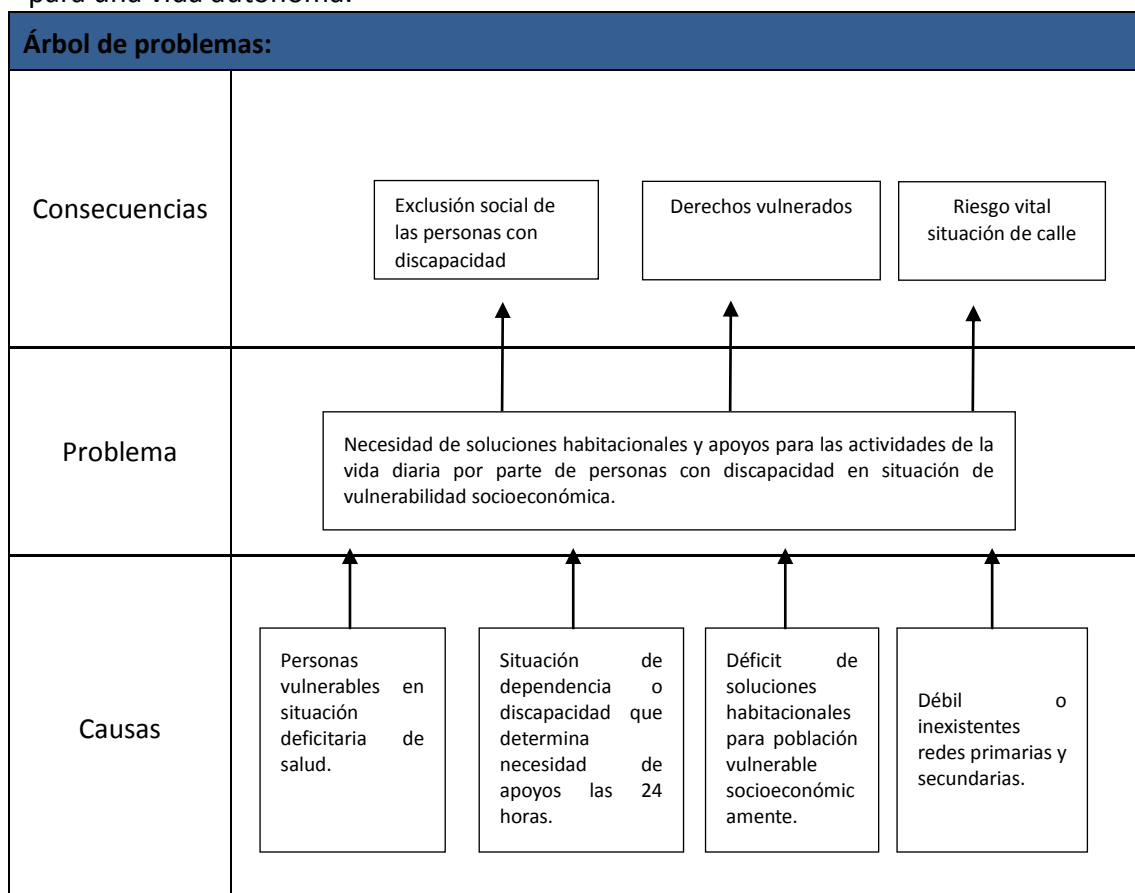 para una vida autónoma.
Árbol de problemas:
Consecuencias
Exclusión social de
las personas con
discapacidad
Derechos vulnerados
Riesgo vital
situación de calle
Problema
Necesidad de soluciones habitacionales y apoyos para las actividades de la
vida diaria por parte de personas con discapacidad en situación de
vulnerabilidad socioeconómica.
Causas
Personas
vulnerables en
situación
deficitaria de
salud.
Situación de
dependencia o
discapacidad que
determina
necesidad de
apoyos las 24
horas.
Déficit de
soluciones
habitacionales
para población
vulnerable
socioeconómic
amente.
Débil o
inexistentes
redes primarias y
secundarias.